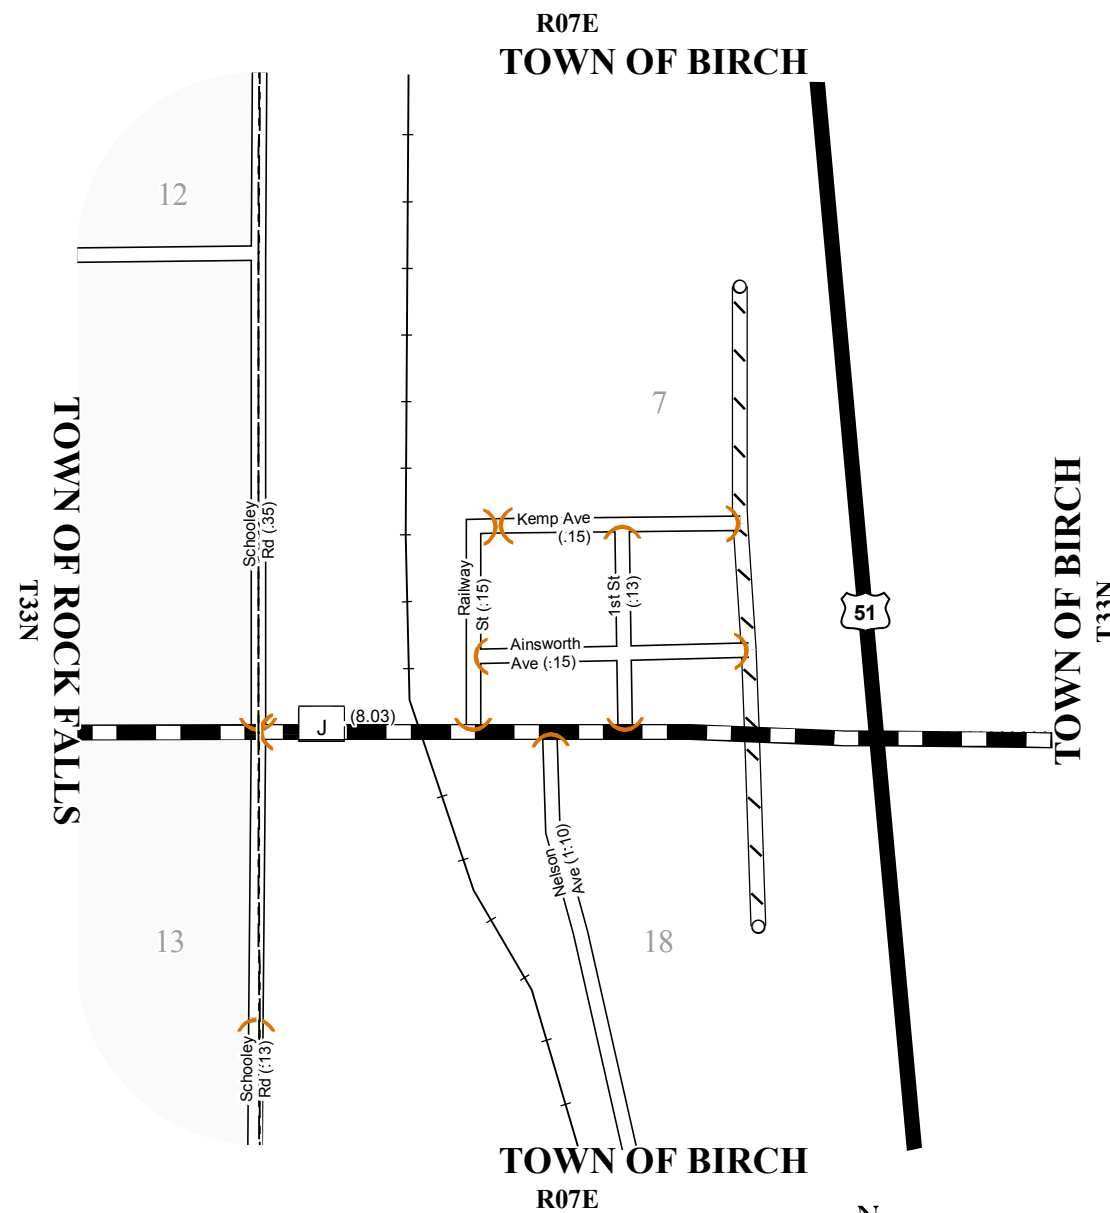 R07E
TOWN OF BIRCH
12
7
TOWN OF ROCK FALLS
T33N
Schooley
Rd (.35)
Kemp Ave
(.15)
Railway
St (.15)
1st St
(.13)
Ainsworth
Ave (.15)
51
TOWN OF BIRCH
T33N
J
(8.03)
Nelson
Ave (1.10)
13
18
Schooley
Rd (.13)
TOWN OF BIRCH
R07E
N